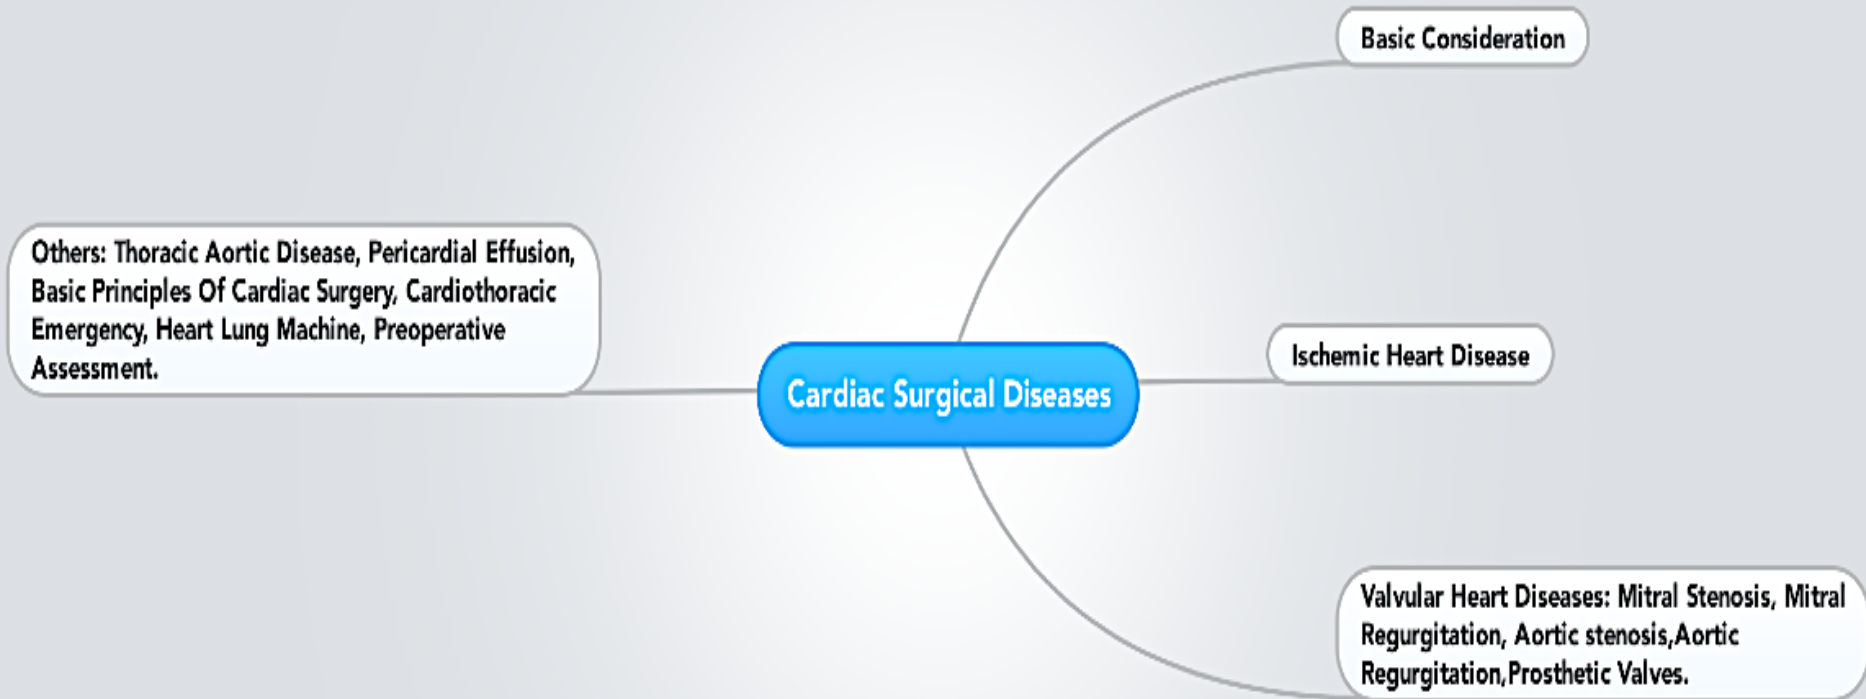 Basic Consideration
Others: Thoracic Aortic Disease, Pericardial Effusion,
Basic Principles Of Cardiac Surgery, Cardiothoracic
Emergency, Heart Lung Machine, Preoperative
Assessment.
Cardiac Surgical Diseases
Ischemic Heart Disease
Valvular Heart Diseases: Mitral Stenosis, Mitral
Regurgitation, Aortic stenosis,Aortic
Regurgitation,Prosthetic Valves.